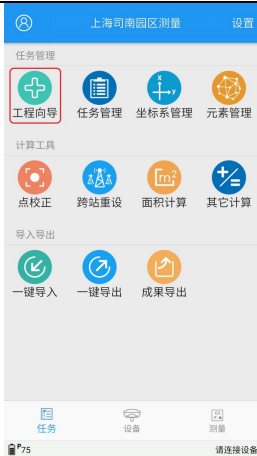 上海司南园区测量 设置
任务管理
工程向导 任务管理 坐标系管理 元素管理
计算工具
点校正 跨站重设 面积计算 其它计算
导入导出
一键导入 一键导出 成果导出
任务 设备 测量
P75 请连接设备